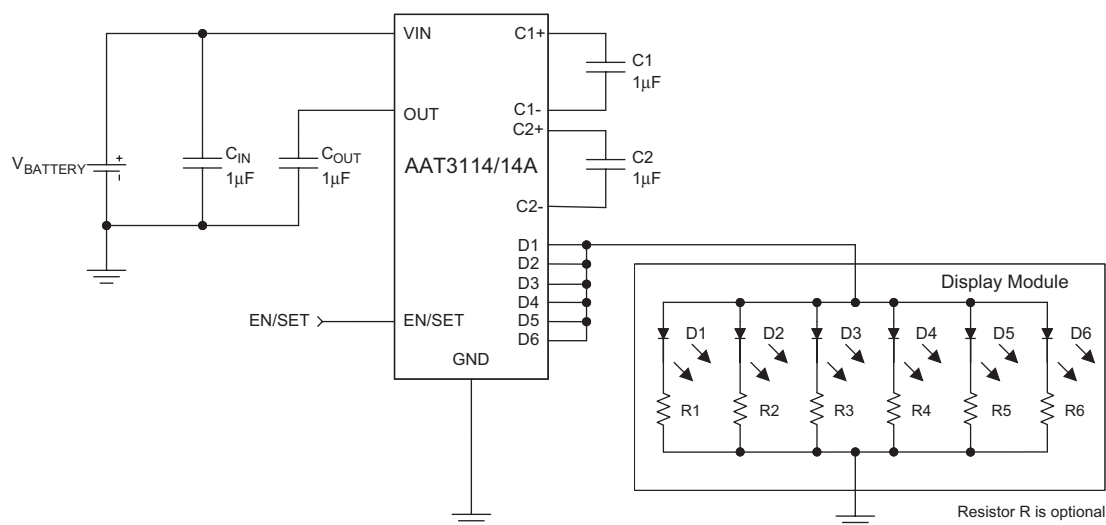 VIN
C1+
C1
1μF
C1-
OUT
C2+
C2
1μF
C2-
VBATTERY
+
-
CIN
1μF
COUT
1μF
AAT3114/14A
D1
D2
D3
D4
D5
D6
EN/SET
EN/SET
GND
Display Module
D1 D2 D3 D4 D5 D6
R1 R2 R3 R4 R5 R6
Resistor R is optional